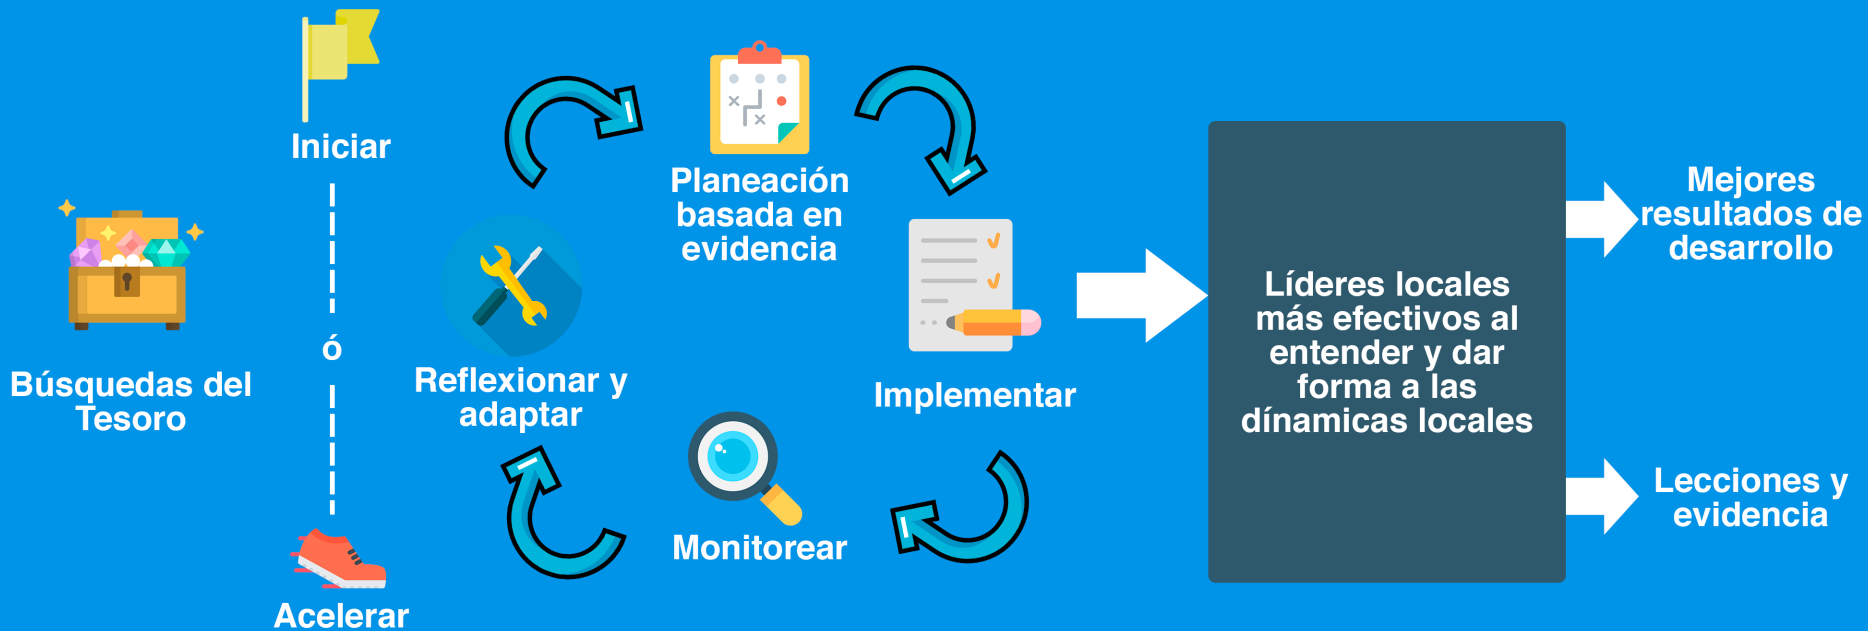 Búsquedas del
Tesoro
Iniciar
ó
Acelerar
Reflexionar y
adaptar
Planeación
basada en
evidencia
Implementar
Monitorear
Líderes locales
más efectivos al
entender y dar
forma a las
dínamicas locales
Mejores
resultados de
desarrollo
Lecciones y
evidencia